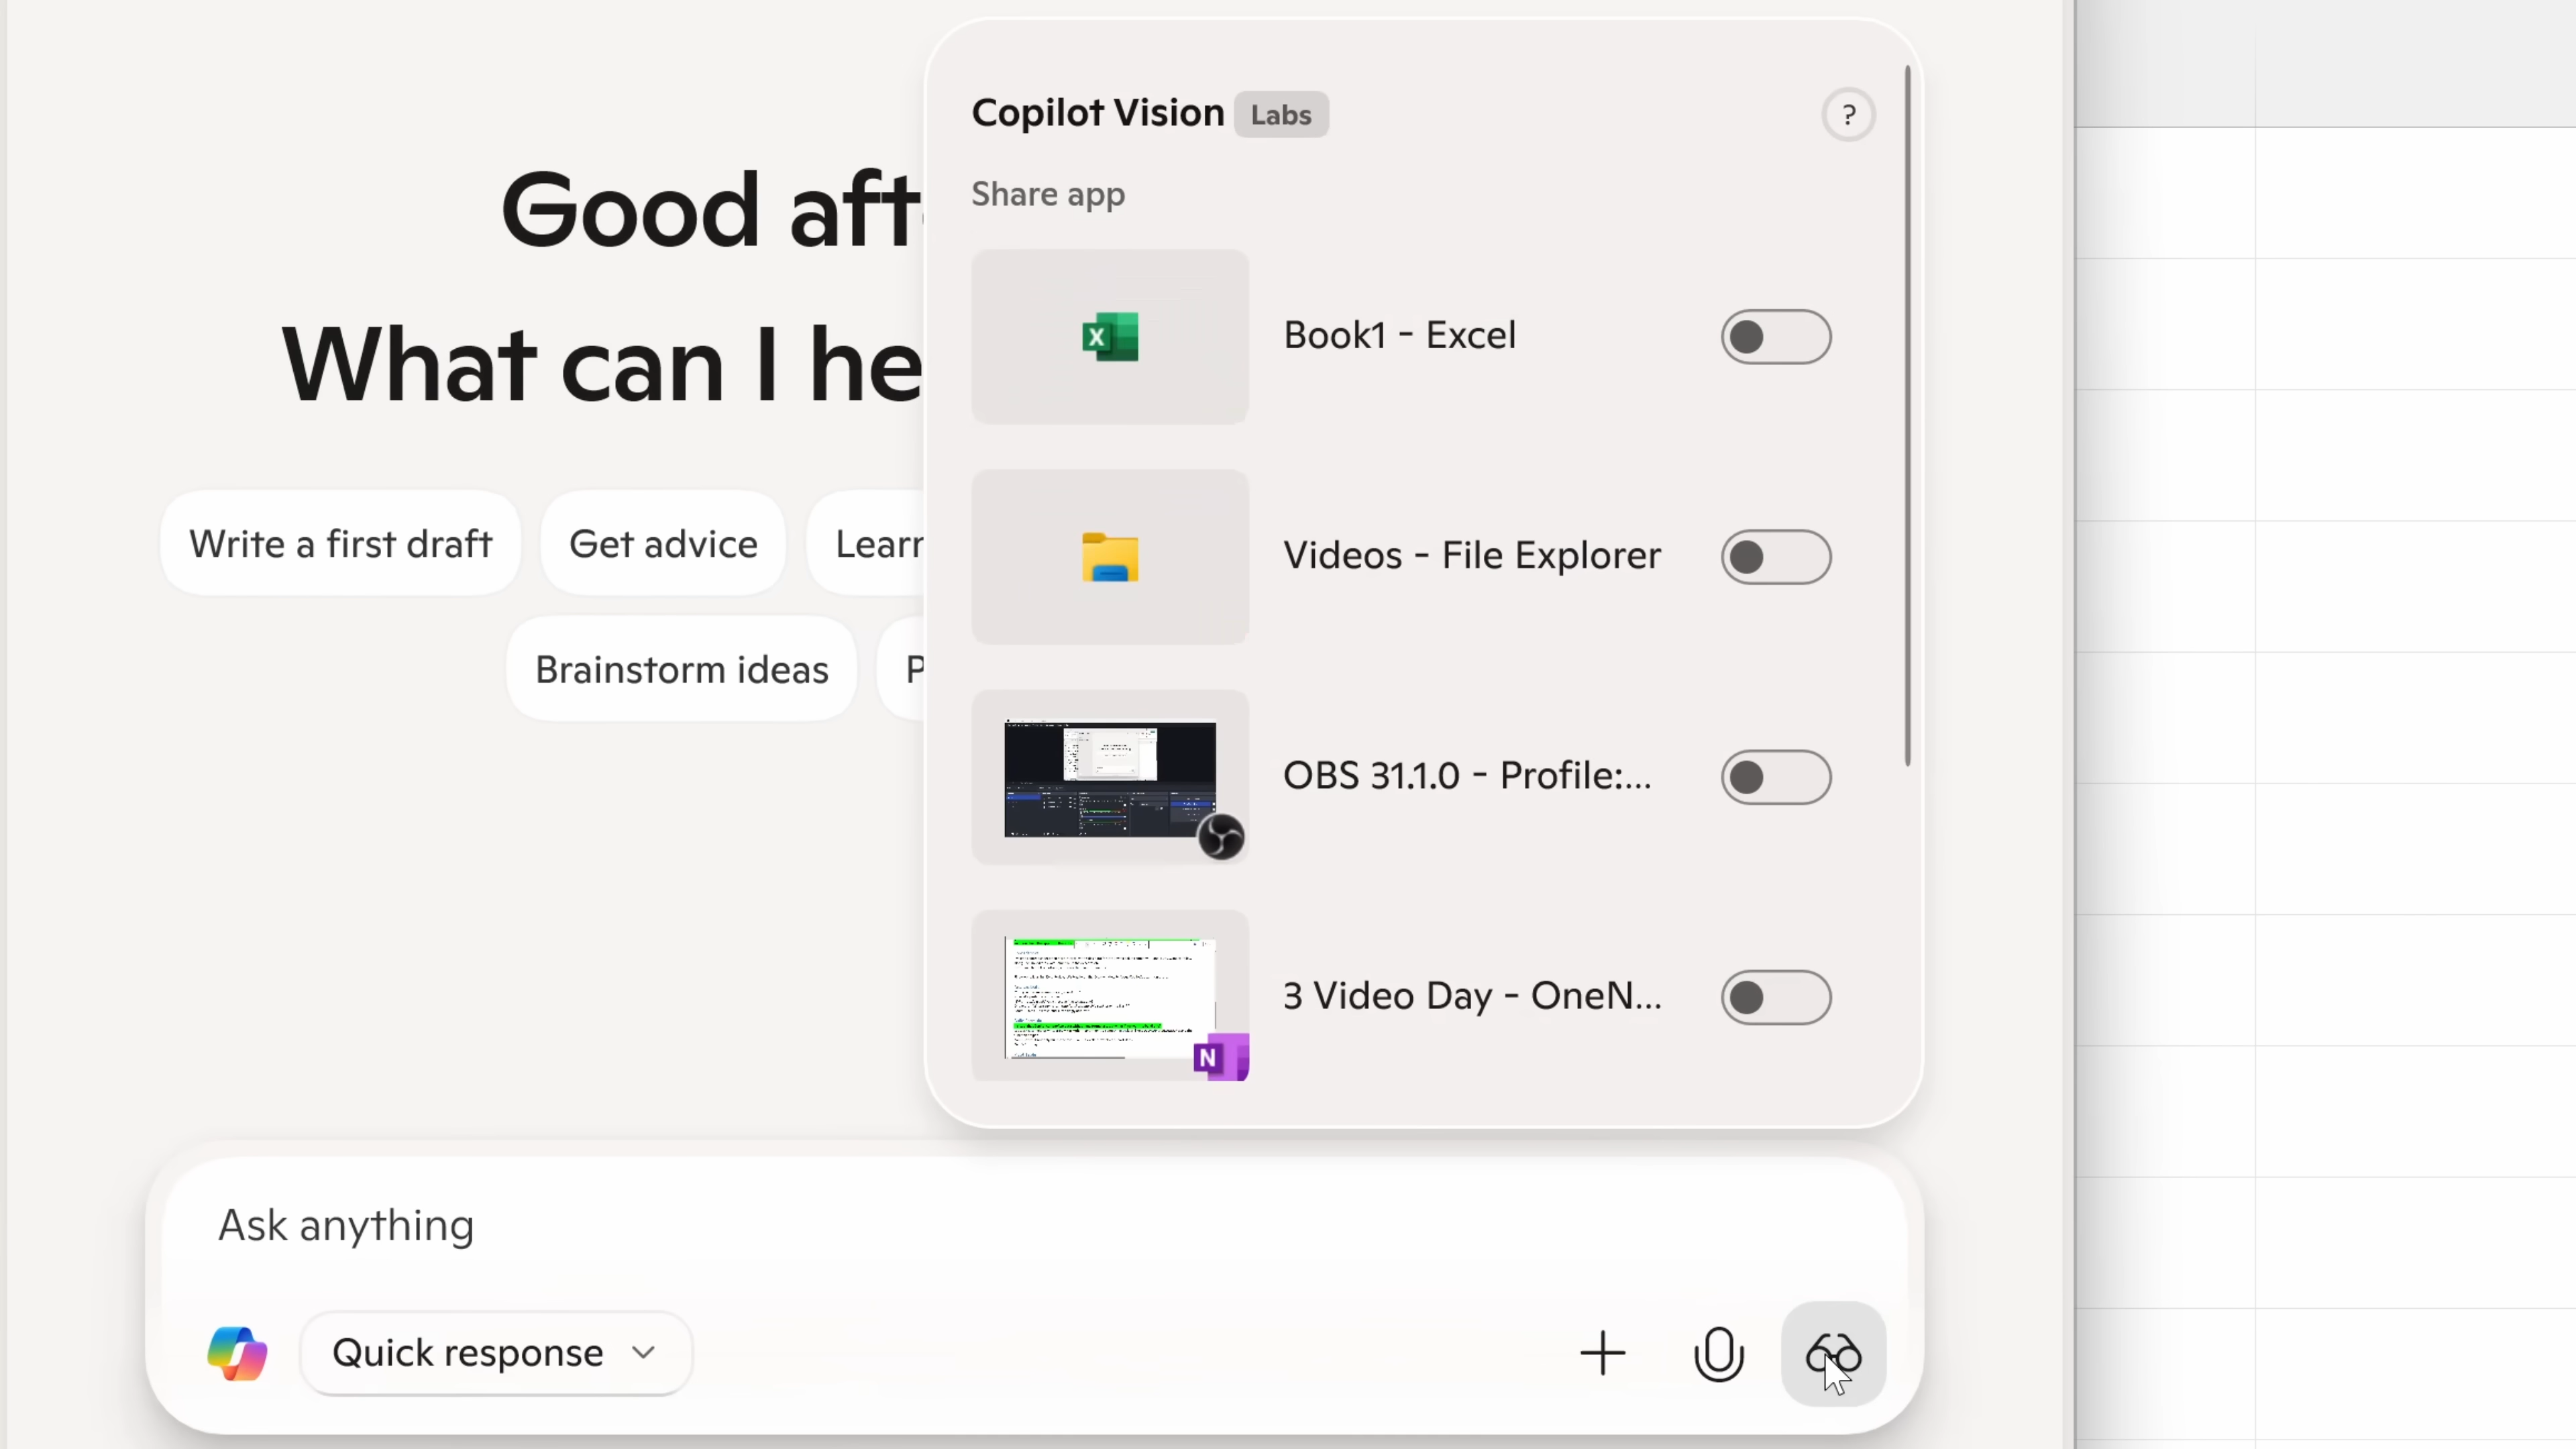 Copilot Vision Labs ?
Share app
Good aft
What can I he
Book1 - Excel
Write a first draft
Get advice
Lear
Videos - File Explorer
Brainstorm ideas
P
OBS 31.1.0 - Profile:...
3 Video Day - OneN...
N
Ask anything
Quick response